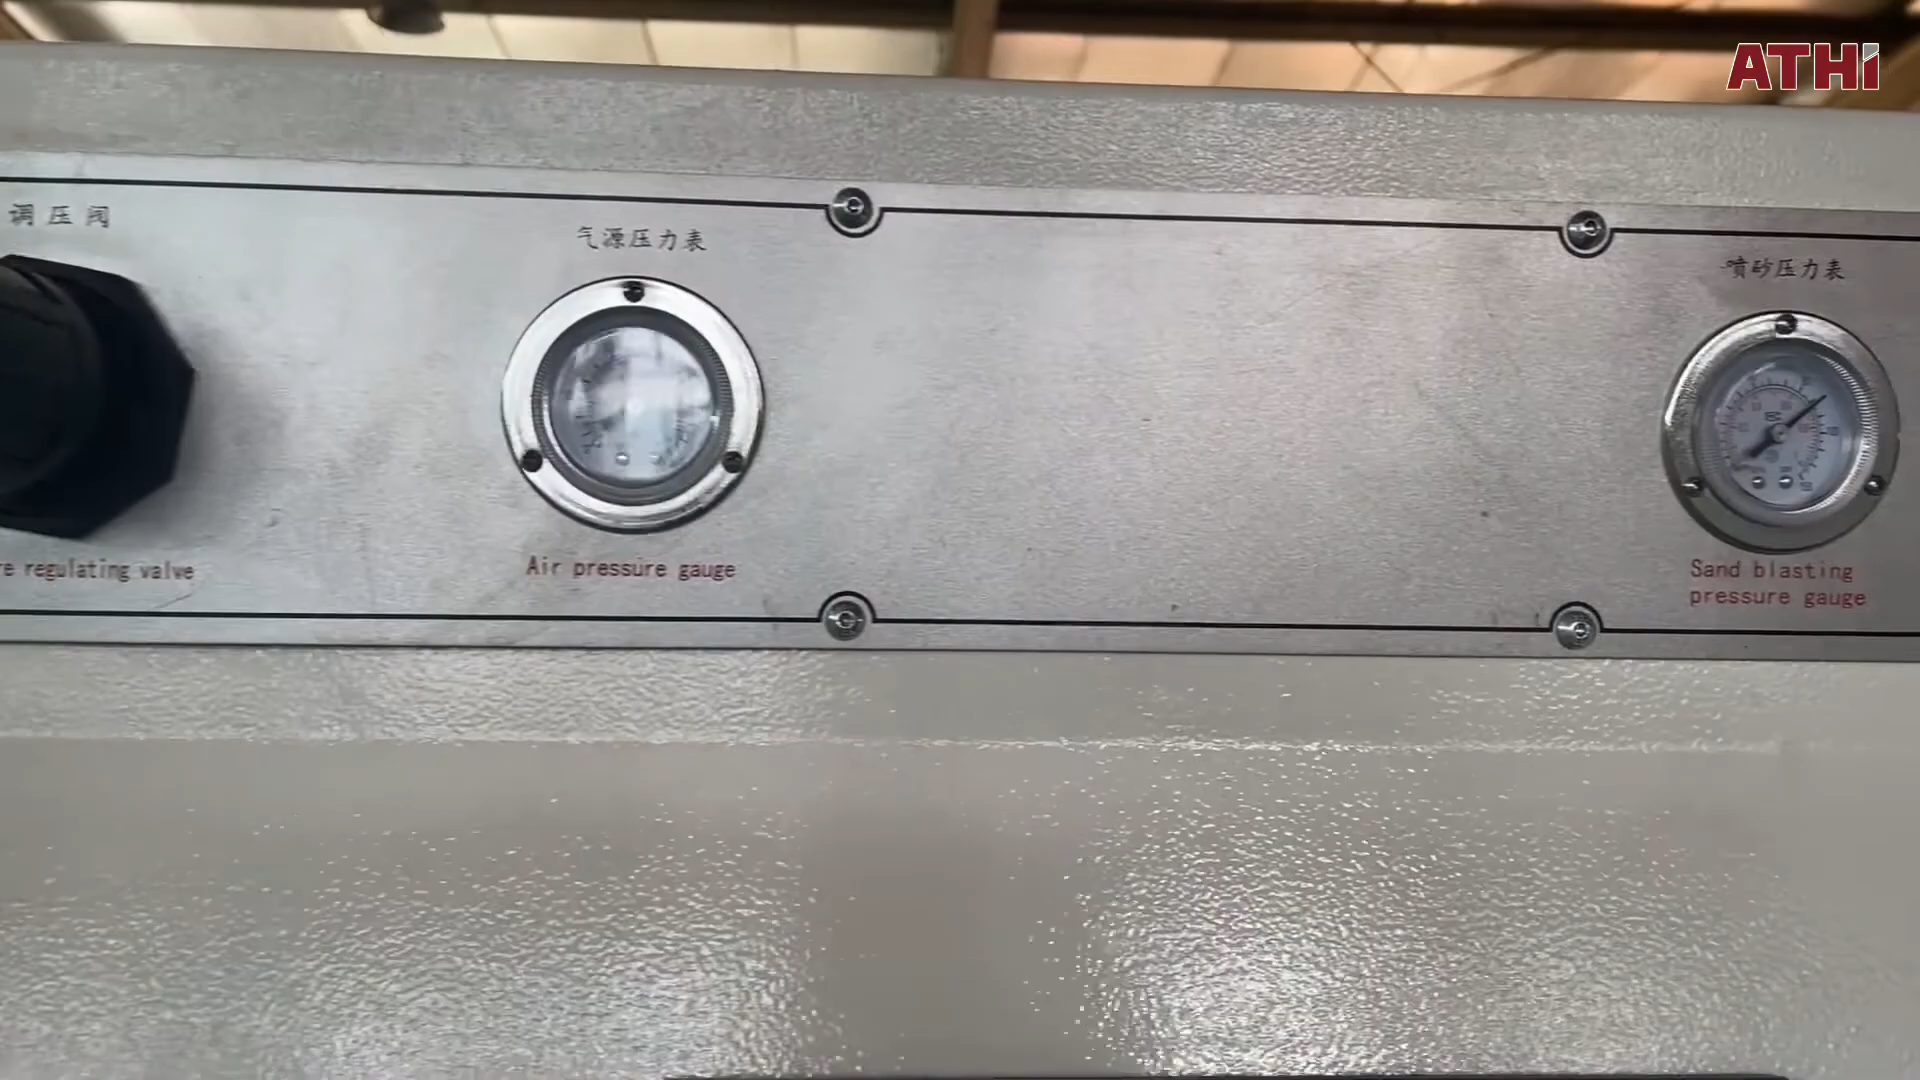 ATHi
调压阀
气源压力表
喷砂压力表
re regulating valve
Air pressure gauge
Sand blasting
pressure gauge